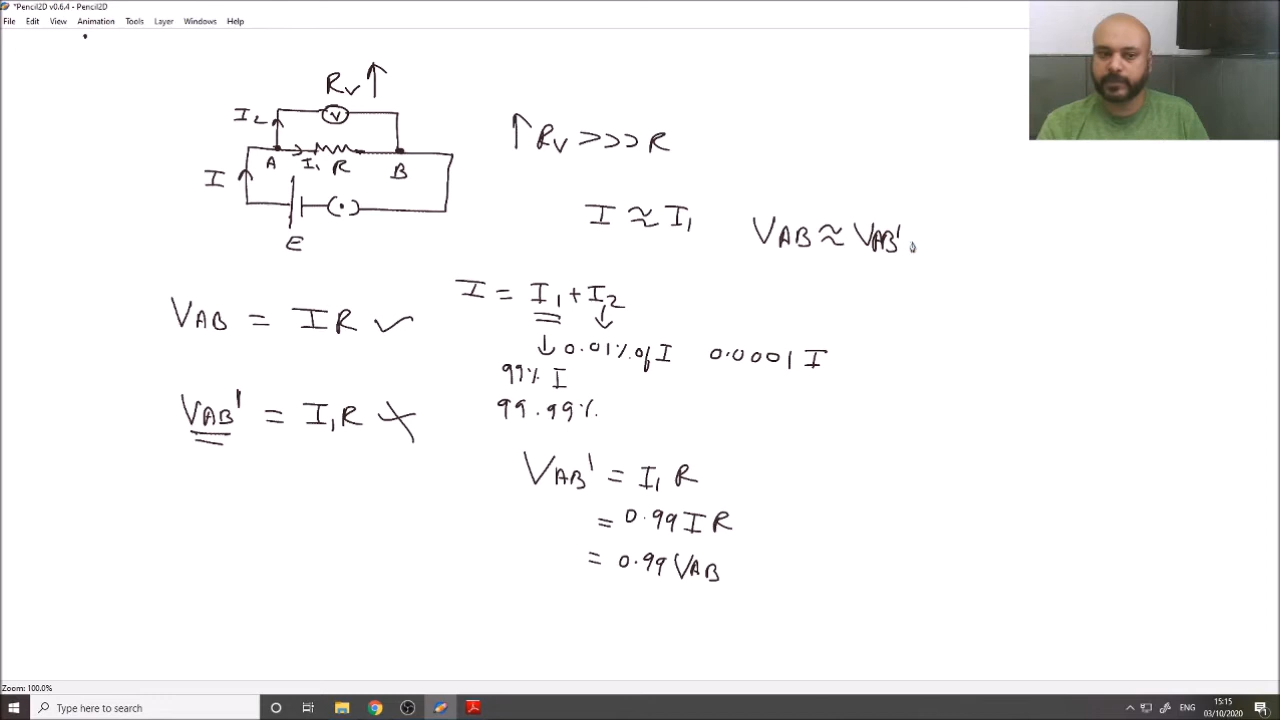 *Pencil2D v0.6.4 - Pencil2D
File Edit View Animation Tools Layer Windows Help
RV ↑
I2 V
A I1 R B
I
E
↑ RV >>> R
I ≈ I1 VAB ≈ VAB'
I = I1 + I2
VAB = IR ✓
↓ 0.01% of I 0.0001 I
99% I
99.99%.
VAB' = I1R ✗
VAB' = I1 R
= 0.99 I R
= 0.99 VAB
Zoom: 100.0%
Type here to search
ENG
15:15
03/10/2020